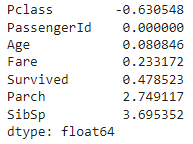 Pclass -0.630548
PassengerId 0.000000
Age 0.080846
Fare 0.233172
Survived 0.478523
Parch 2.749117
SibSp 3.695352
dtype: float64